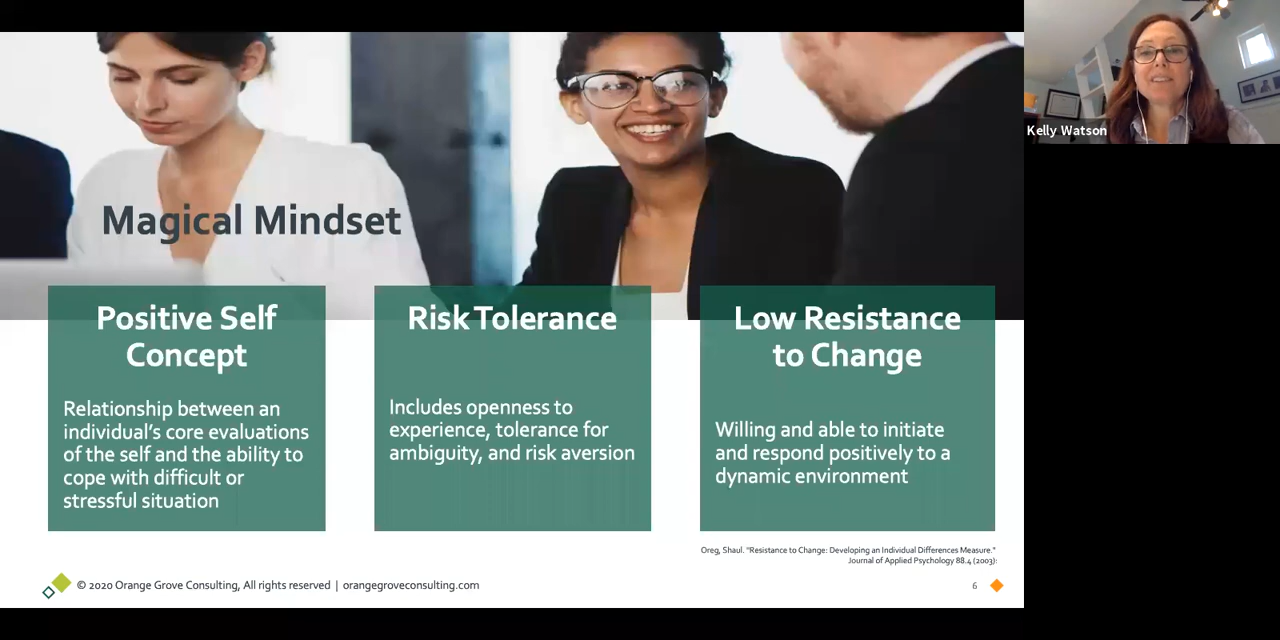 Kelly Watson
Magical Mindset
Positive Self
Concept
Relationship between an
individual's core evaluations
of the self and the ability to
cope with difficult or
stressful situation
Risk Tolerance
Includes openness to
experience, tolerance for
ambiguity, and risk aversion
Low Resistance
to Change
Willing and able to initiate
and respond positively to a
dynamic environment
Oreg, Shaul. "Resistance to Change: Developing an Individual Differences Measure."
Journal of Applied Psychology 88.4 (2003):
© 2020 Orange Grove Consulting, All rights reserved | orangegroveconsulting.com
6